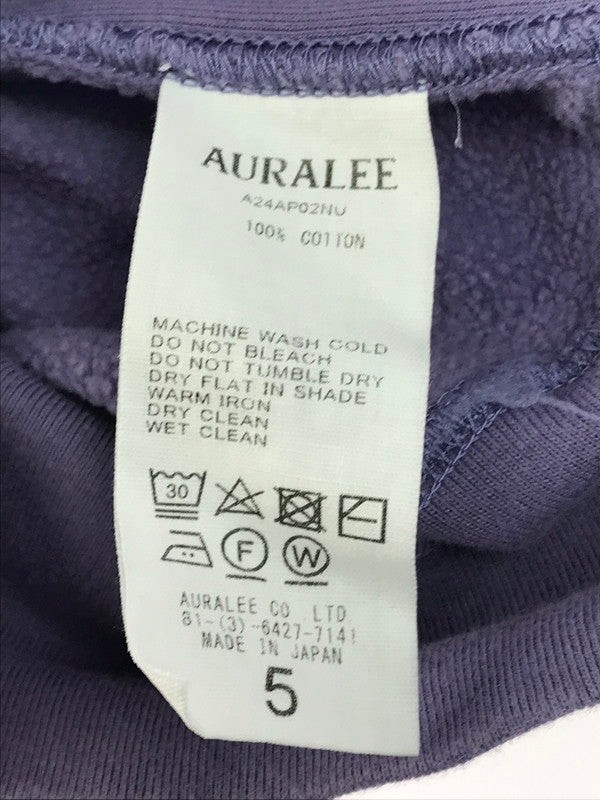 AURALEE
A24AP02NU
100% COTTON
MACHINE WASH COLD
DO NOT BLEACH
DO NOT TUMBLE DRY
DRY FLAT IN SHADE
WARM IRON
DRY CLEAN
WET CLEAN
30
F W
AURALEE CO .LTD.
81-(3)-6427-7141
MADE IN JAPAN
5